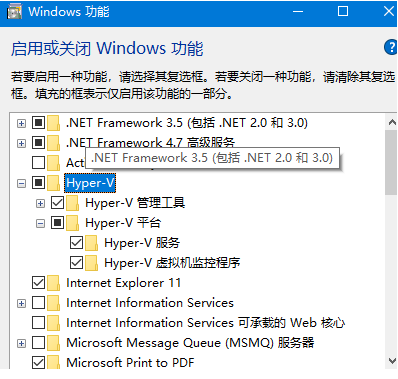 Windows 功能
启用或关闭 Windows 功能
若要启用一种功能，请选择其复选框。若要关闭一种功能，请清除其复选
框。填充的框表示仅启用该功能的一部分。
.NET Framework 3.5 (包括 .NET 2.0 和 3.0)
.NET Framework 4.7 高级服务
.NET Framework 3.5 (包括 .NET 2.0 和 3.0)
Hyper-V
Hyper-V 管理工具
Hyper-V 平台
Hyper-V 服务
Hyper-V 虚拟机监控程序
Internet Explorer 11
Internet Information Services
Internet Information Services 可承载的 Web 核心
Microsoft Message Queue (MSMQ) 服务器
Microsoft Print to PDF